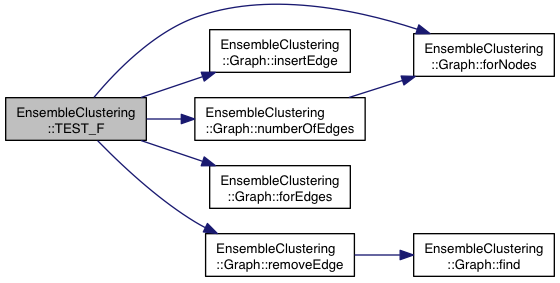 EnsembleClustering
::TEST_F
EnsembleClustering
::Graph::insertEdge
EnsembleClustering
::Graph::forNodes
EnsembleClustering
::Graph::numberOfEdges
EnsembleClustering
::Graph::forEdges
EnsembleClustering
::Graph::removeEdge
EnsembleClustering
::Graph::find